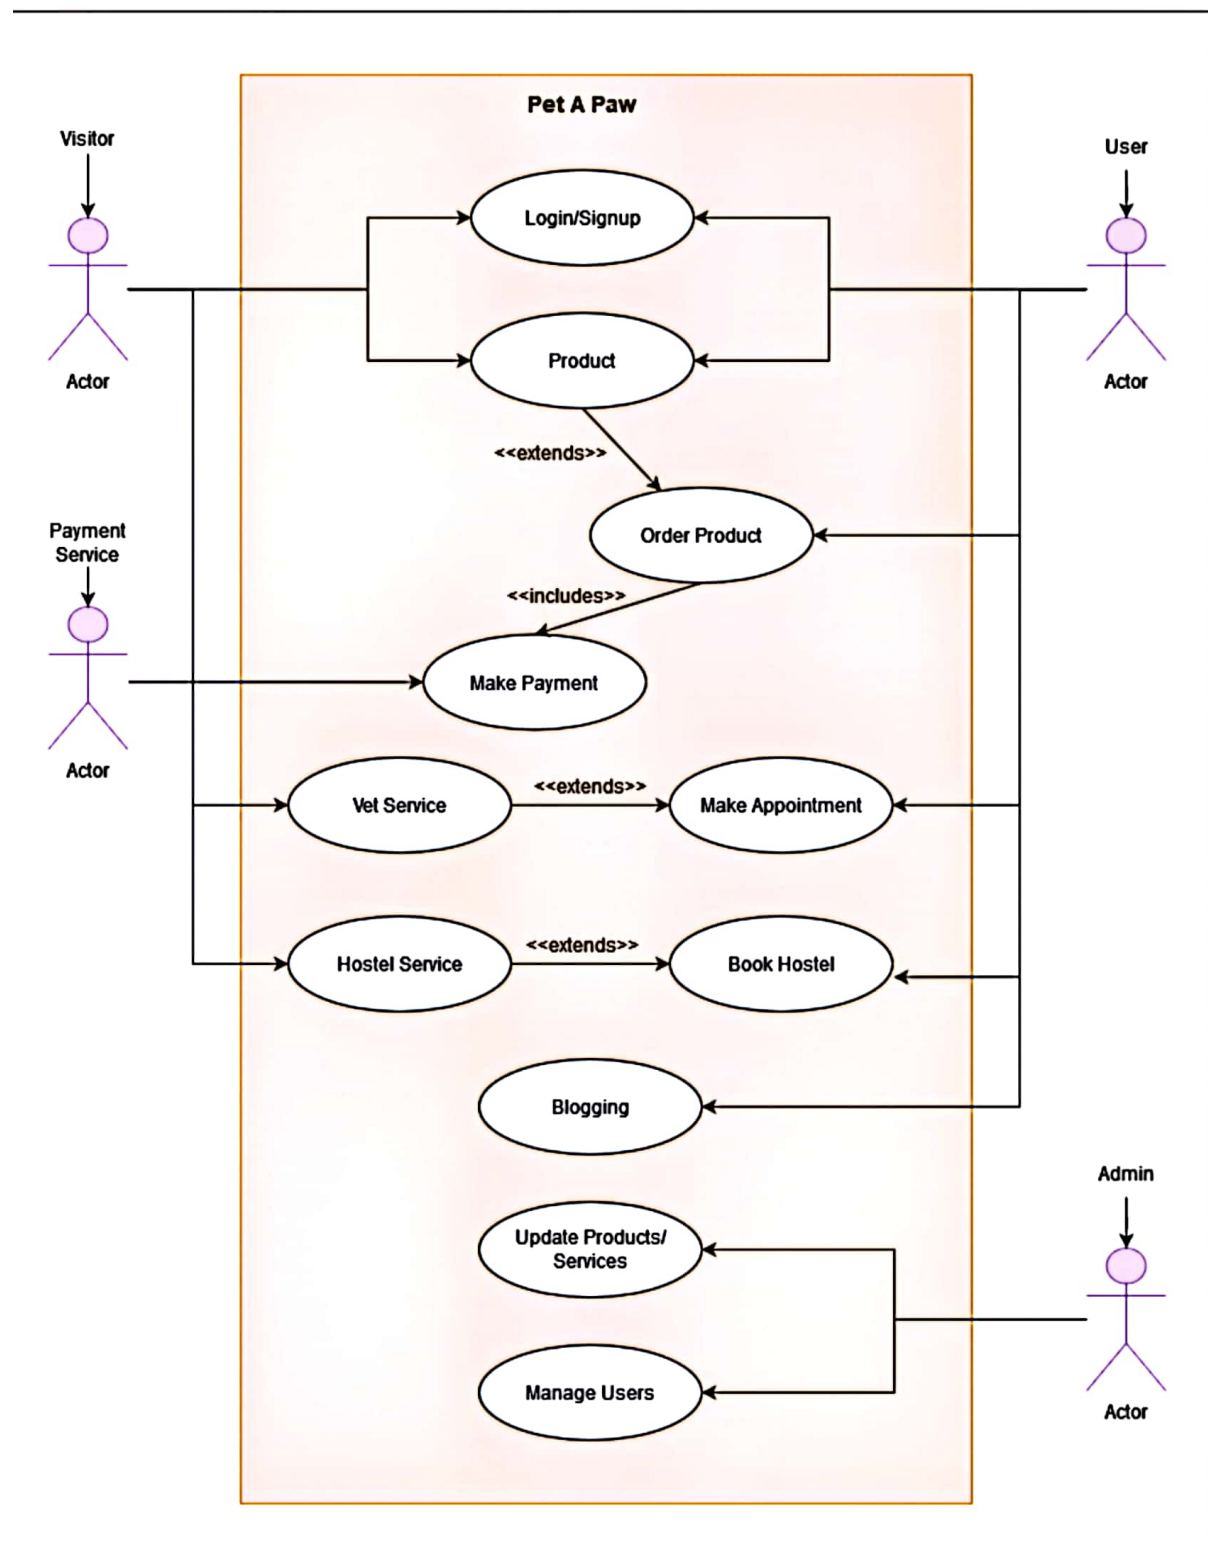 Pet A Paw
Visitor
User
Login/Signup
Product
Actor
Actor
<<extends>>
Payment
Service
Order Product
<<includes>>
Make Payment
Actor
Vet Service
<<extends>>
Make Appointment
Hostel Service
<<extends>>
Book Hostel
Blogging
Admin
Update Products/
Services
Manage Users
Actor